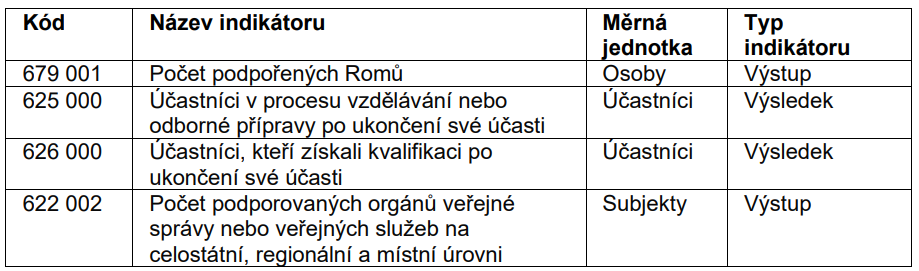 Kód Název indikátoru Měrná jednotka Typ indikátoru
679 001 Počet podpořených Romů Osoby Výstup
625 000 Účastníci v procesu vzdělávání nebo odborné přípravy po ukončení své účasti Účastníci Výsledek
626 000 Účastníci, kteří získali kvalifikaci po ukončení své účasti Účastníci Výsledek
622 002 Počet podporovaných orgánů veřejné správy nebo veřejných služeb na celostátní, regionální a místní úrovni Subjekty Výstup